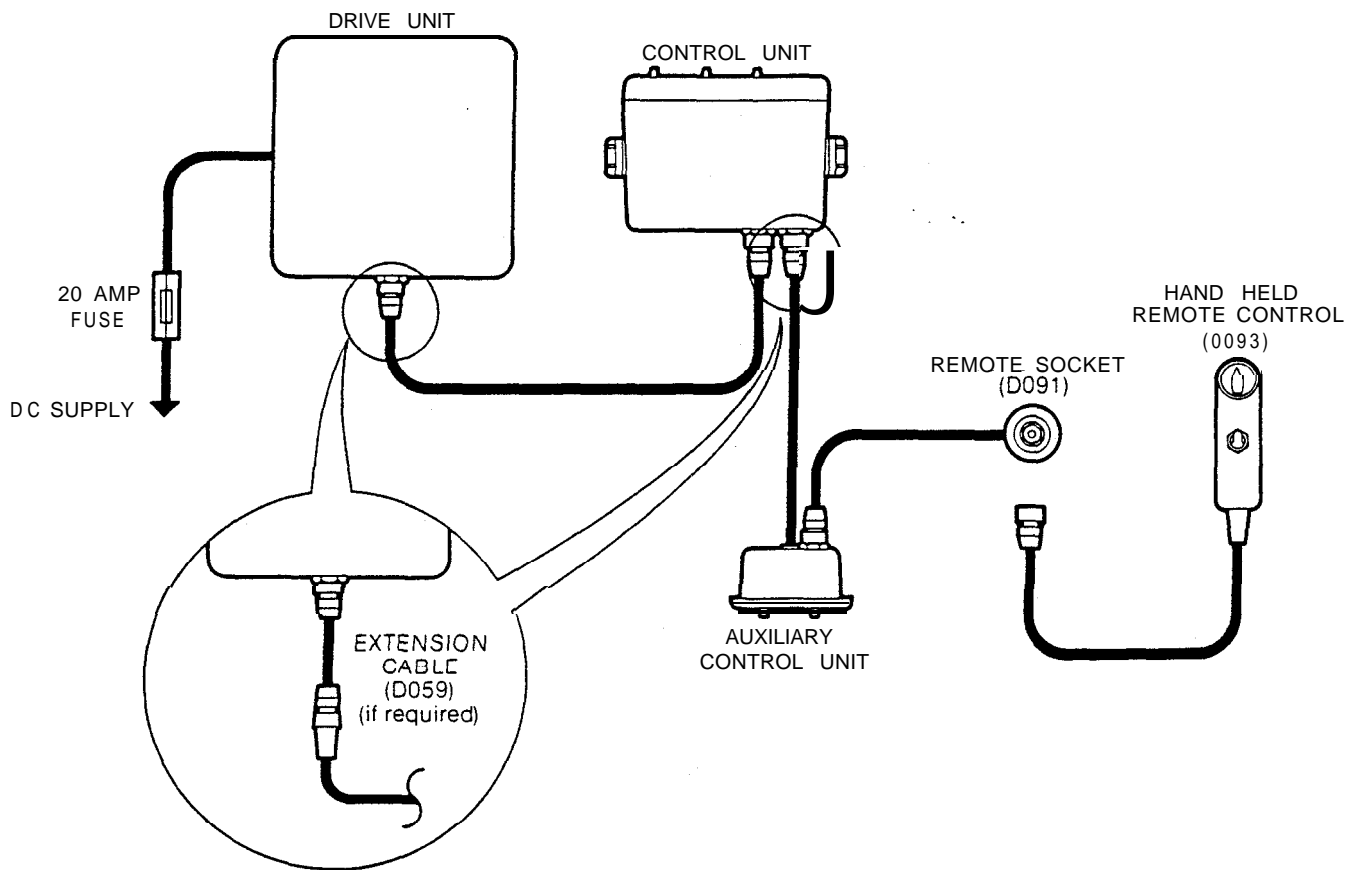 DRIVE UNIT
CONTROL UNIT
20 AMP
FUSE
DC SUPPLY
HAND HELD
REMOTE CONTROL
(0093)
REMOTE SOCKET
(D091)
AUXILIARY
CONTROL UNIT
EXTENSION
CABLE
(D059)
(if required)